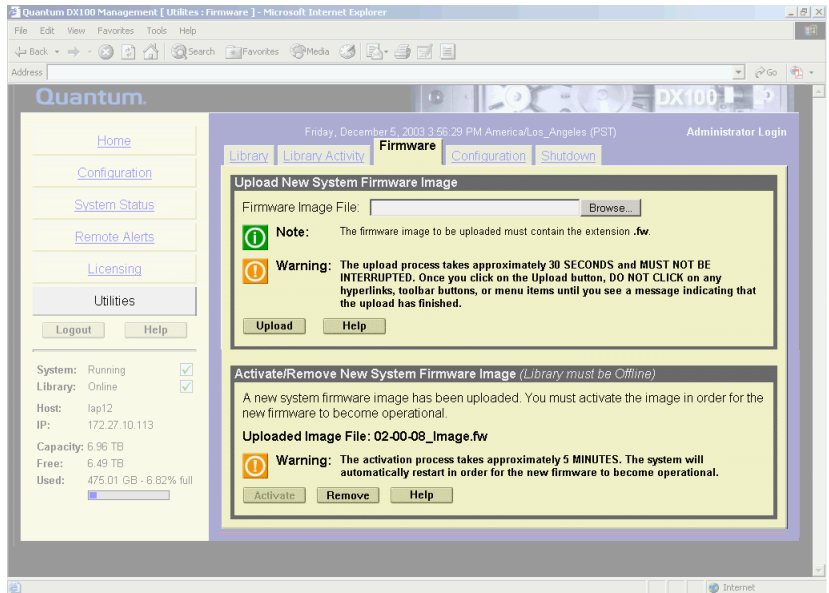 Quantum DX100 Management [ Utilites : Firmware ] - Microsoft Internet Explorer
File Edit View Favorites Tools Help
Back Search Favorites Media
Address Go
Quantum. DX100
Friday, December 5, 2003 3:56:29 PM America/Los_Angeles (PST) Administrator Login
Home
Configuration
System Status
Remote Alerts
Licensing
Utilities
Logout Help
System: Running
Library: Online
Host: lap12
IP: 172.27.10.113
Capacity: 6.96 TB
Free: 6.49 TB
Used: 475.01 GB - 6.82% full
Library Library Activity Firmware Configuration Shutdown
Upload New System Firmware Image
Firmware Image File: Browse...
Note: The firmware image to be uploaded must contain the extension .fw.
Warning: The upload process takes approximately 30 SECONDS and MUST NOT BE
INTERRUPTED. Once you click on the Upload button, DO NOT CLICK on any
hyperlinks, toolbar buttons, or menu items until you see a message indicating that
the upload has finished.
Upload Help
Activate/Remove New System Firmware Image (Library must be Offline)
A new system firmware image has been uploaded. You must activate the image in order for the
new firmware to become operational.
Uploaded Image File: 02-00-08_Image.fw
Warning: The activation process takes approximately 5 MINUTES. The system will
automatically restart in order for the new firmware to become operational.
Activate Remove Help
Internet